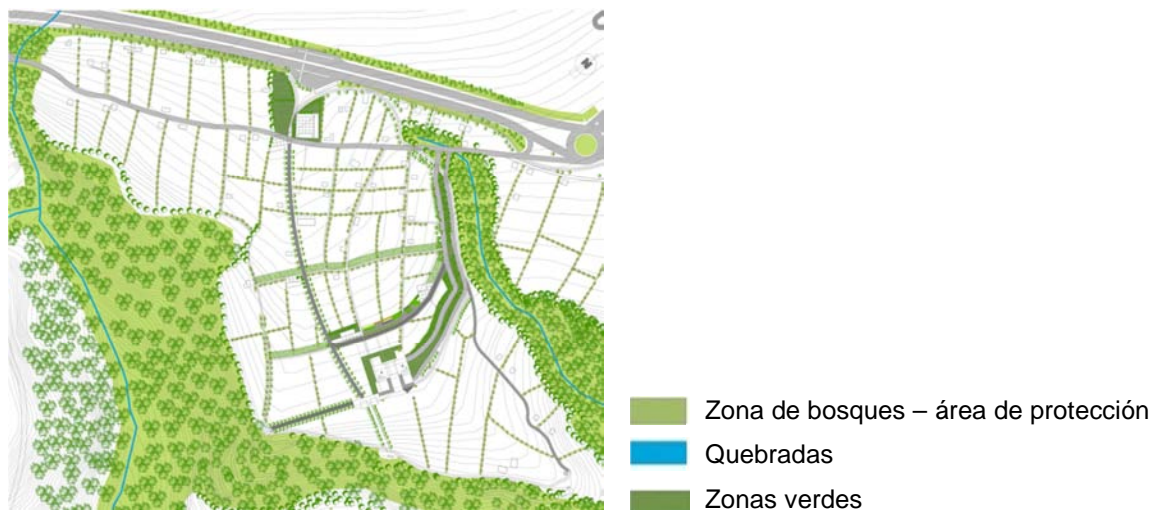 Zona de bosques – área de protección
Quebradas
Zonas verdes